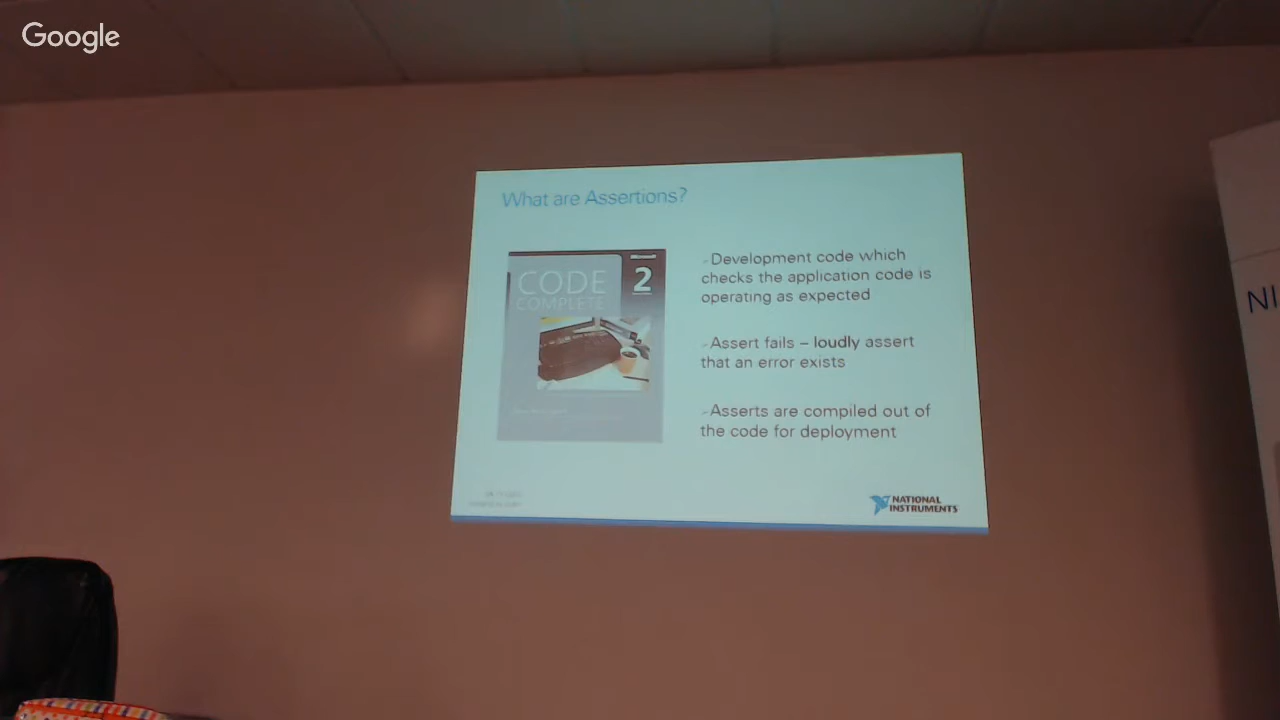 Google
What are Assertions?
Microsoft
CODE
COMPLETE
2
Development code which
checks the application code is
operating as expected
Assert fails – loudly assert
that an error exists
Asserts are compiled out of
the code for deployment
NATIONAL
INSTRUMENTS
NI